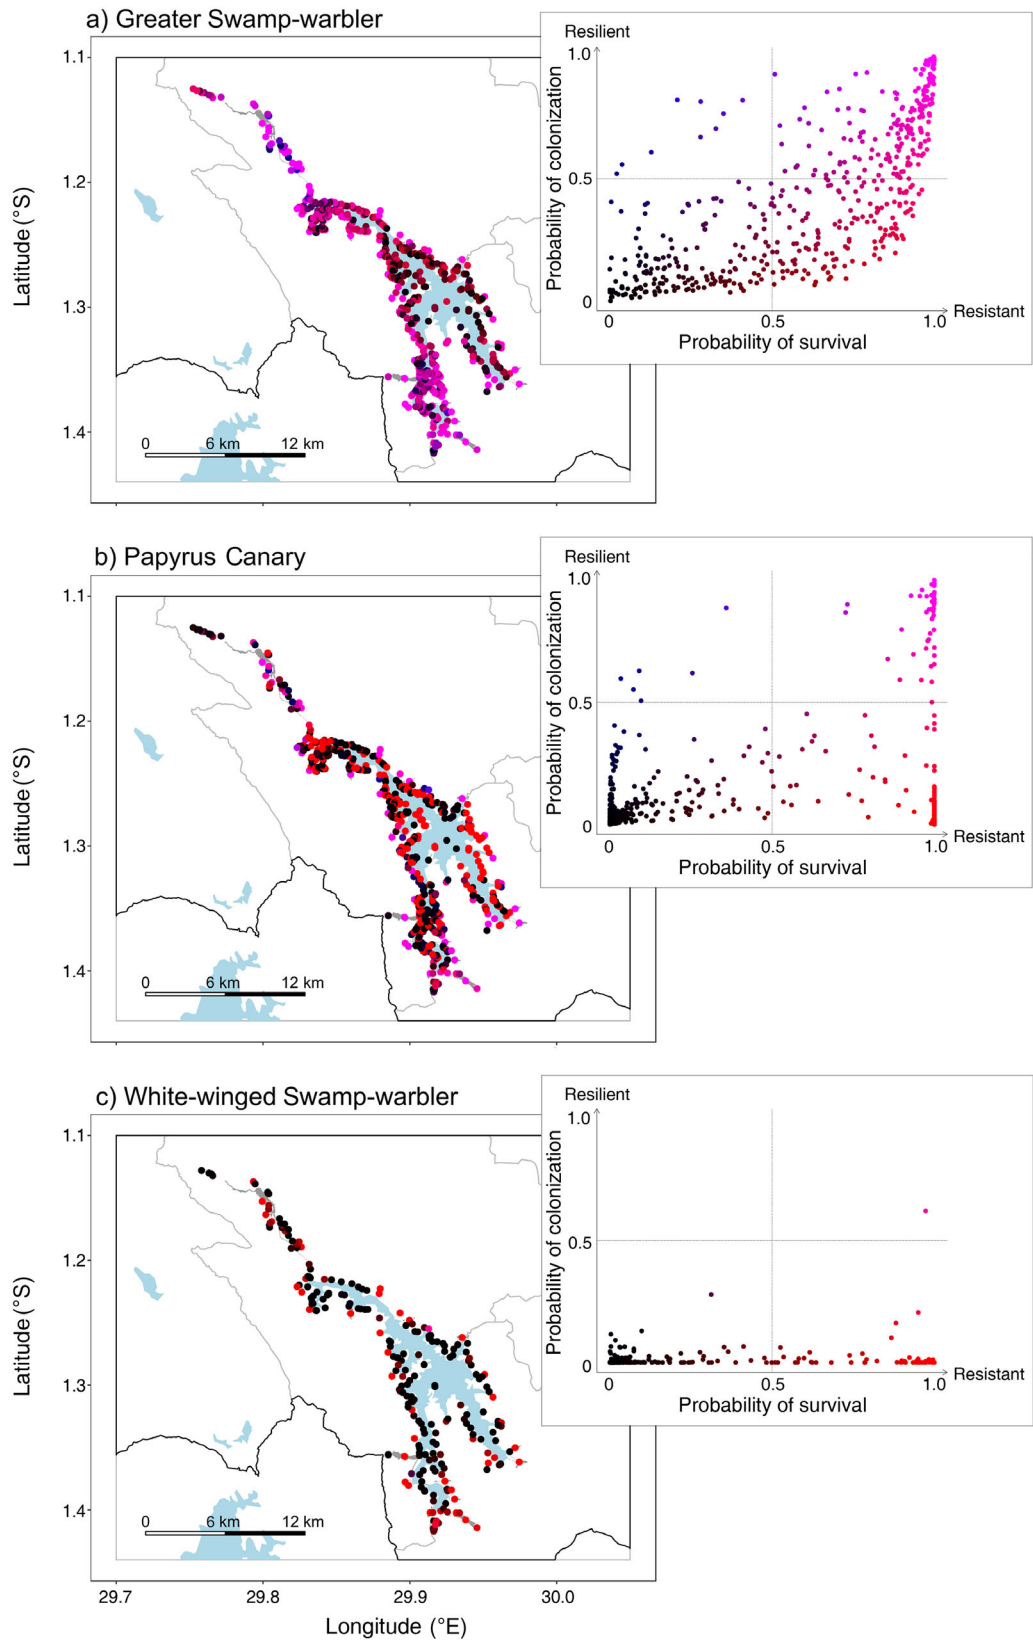 a) Greater Swamp-warbler
Resilient
1.0
Probability of colonization
0.5
0
0
0.5
1.0
Resistant
Probability of survival
1.1
1.2
Latitude (°S)
1.3
1.4
0
6 km
12 km
b) Papyrus Canary
Resilient
1.0
Probability of colonization
0.5
0
0
0.5
1.0
Resistant
Probability of survival
1.1
1.2
Latitude (°S)
1.3
1.4
0
6 km
12 km
c) White-winged Swamp-warbler
Resilient
1.0
Probability of colonization
0.5
0
0
0.5
1.0
Resistant
Probability of survival
1.1
1.2
Latitude (°S)
1.3
1.4
0
6 km
12 km
29.7
29.8
29.9
30.0
Longitude (°E)